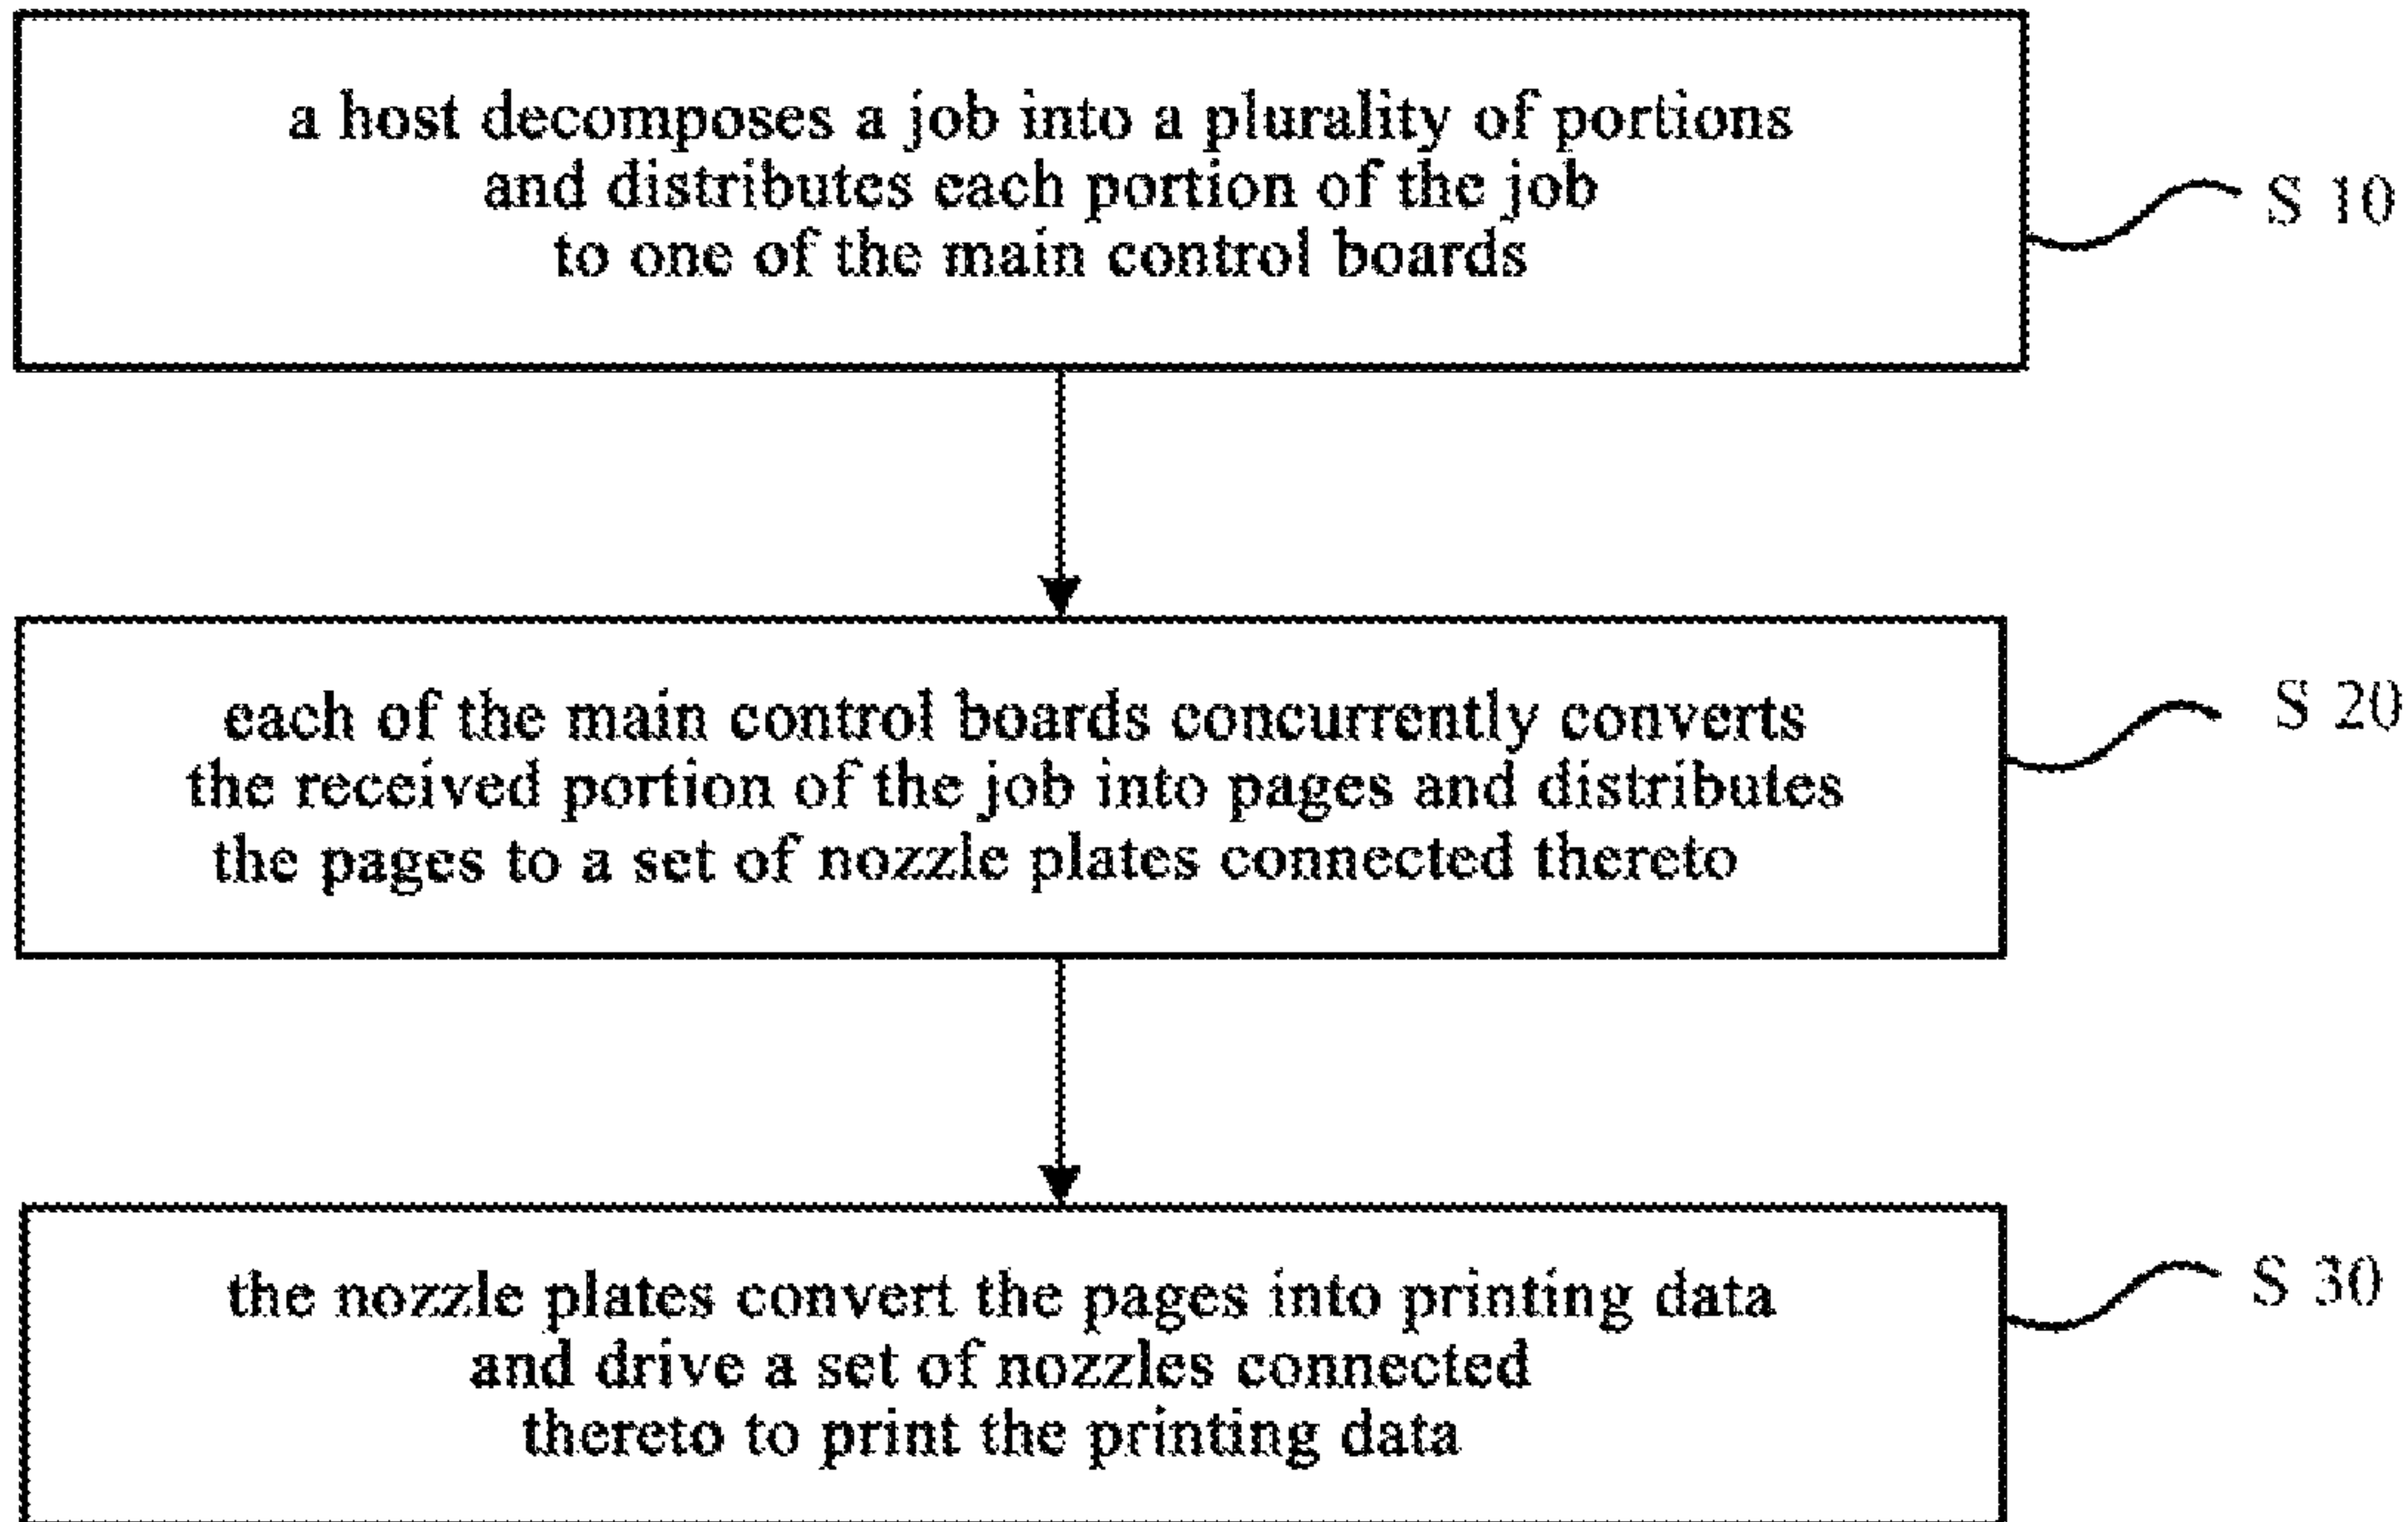 a host decomposes a job into a plurality of portions
and distributes each portion of the job
to one of the main control boards
S 10
each of the main control boards concurrently converts
the received portion of the job into pages and distributes
the pages to a set of nozzle plates connected thereto
S 20
the nozzle plates convert the pages into printing data
and drive a set of nozzles connected
thereto to print the printing data
S 30